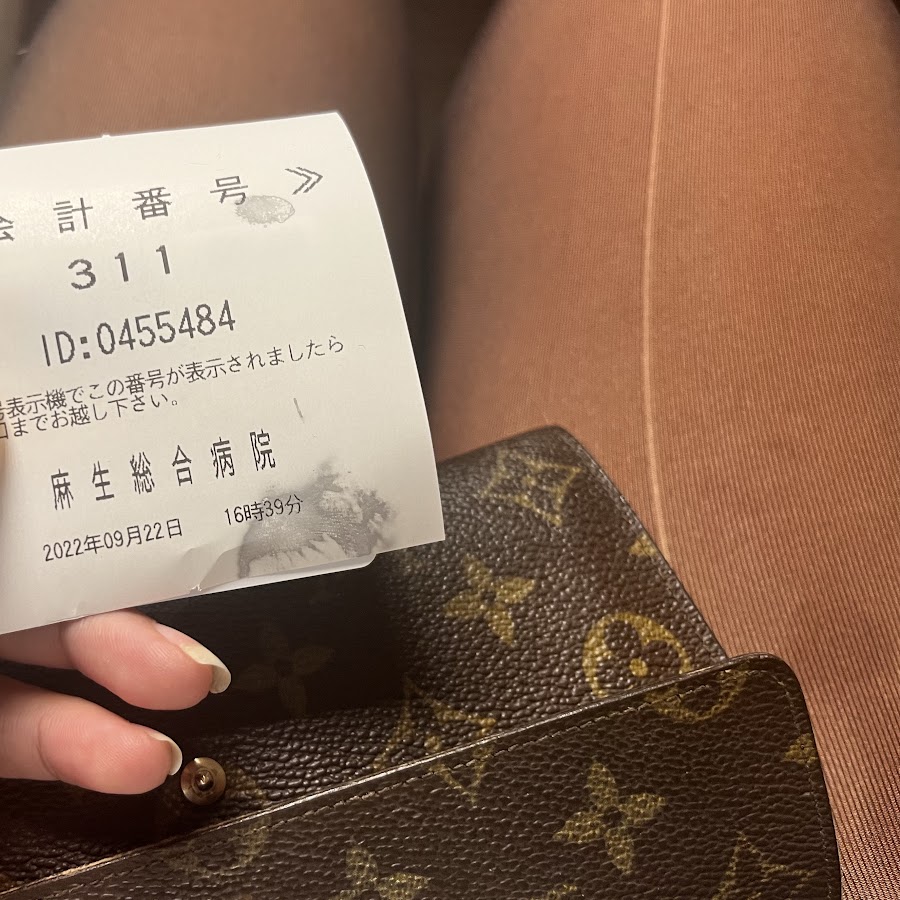 会計番号 ≫
311
ID:0455484
号表示機でこの番号が表示されましたら
口までお越し下さい。
麻生総合病院
2022年09月22日 16時39分